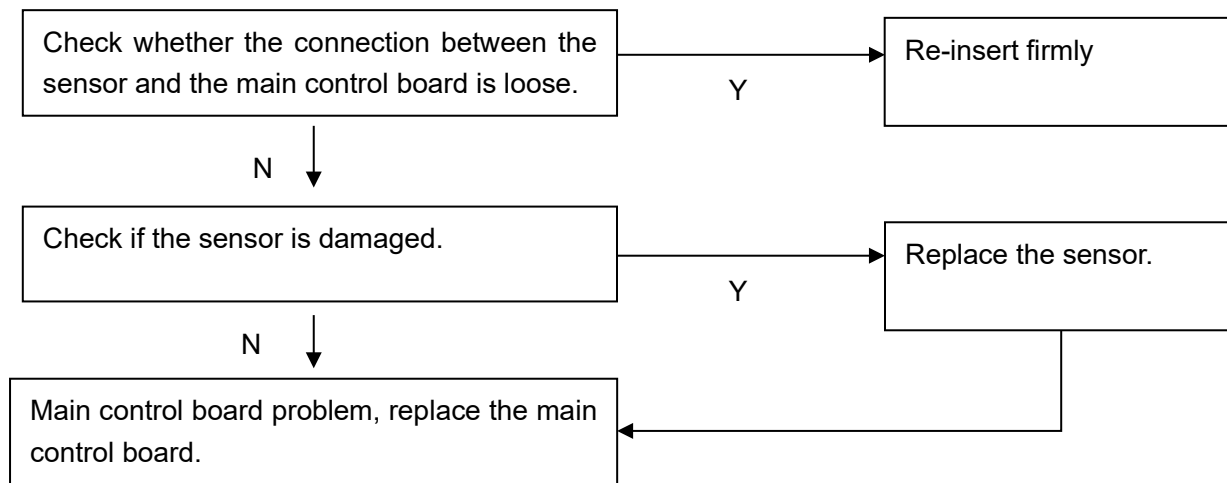 Check whether the connection between the
sensor and the main control board is loose.
Y
Re-insert firmly
N
Check if the sensor is damaged.
Y
Replace the sensor.
N
Main control board problem, replace the main
control board.